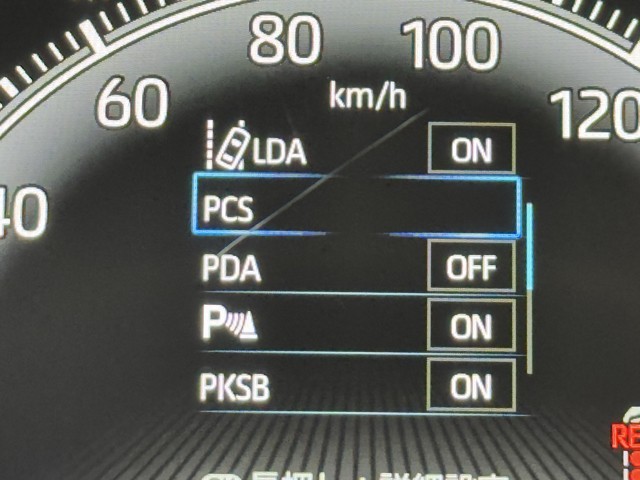 80
100
60
km/h
120
40
LDA ON
PCS
PDA OFF
P ON
PKSB ON